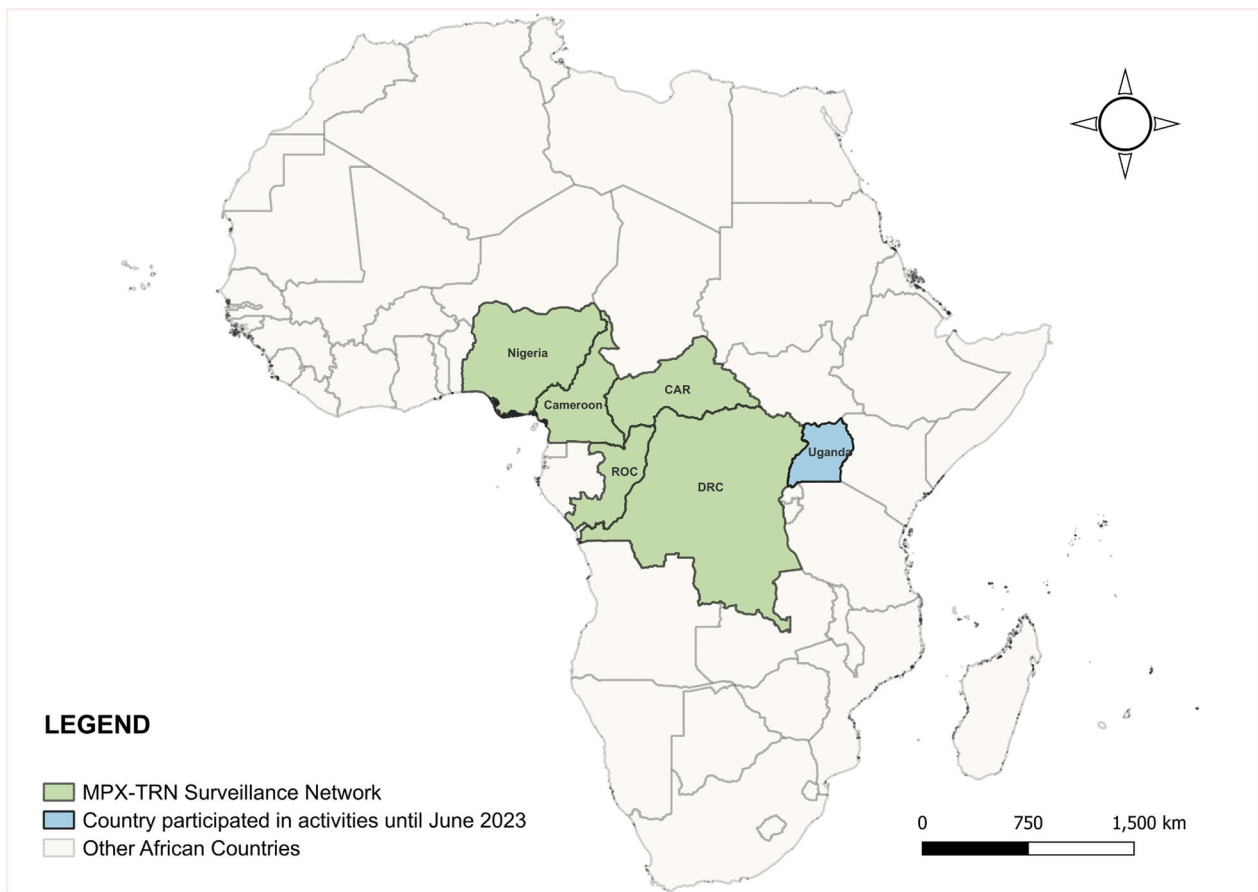 Nigeria
CAR
Cameroon
Uganda
ROC
DRC
LEGEND
MPX-TRN Surveillance Network
Country participated in activities until June 2023
Other African Countries
0 750 1,500 km